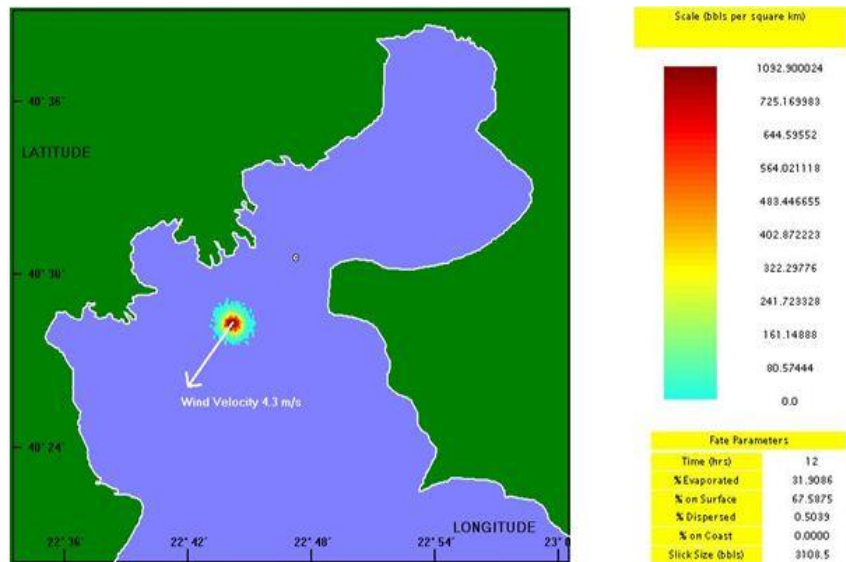 40° 36'
LATITUDE
40° 30'
Wind Velocity 4.3 m/s
40° 24'
LONGITUDE
22° 36'
22° 42'
22° 48'
22° 54'
23° 0
Scale (bbls per square km)
1092.900024
725.169983
644.59552
564.021118
483.446655
402.872223
322.29776
241.723328
161.14888
80.57444
0.0
Fate Parameters
Time (hrs) 12
% Evaporated 31.9086
% on Surface 67.5875
% Dispersed 0.5039
% on Coast 0.0000
Slick Size (bbls) 3108.5